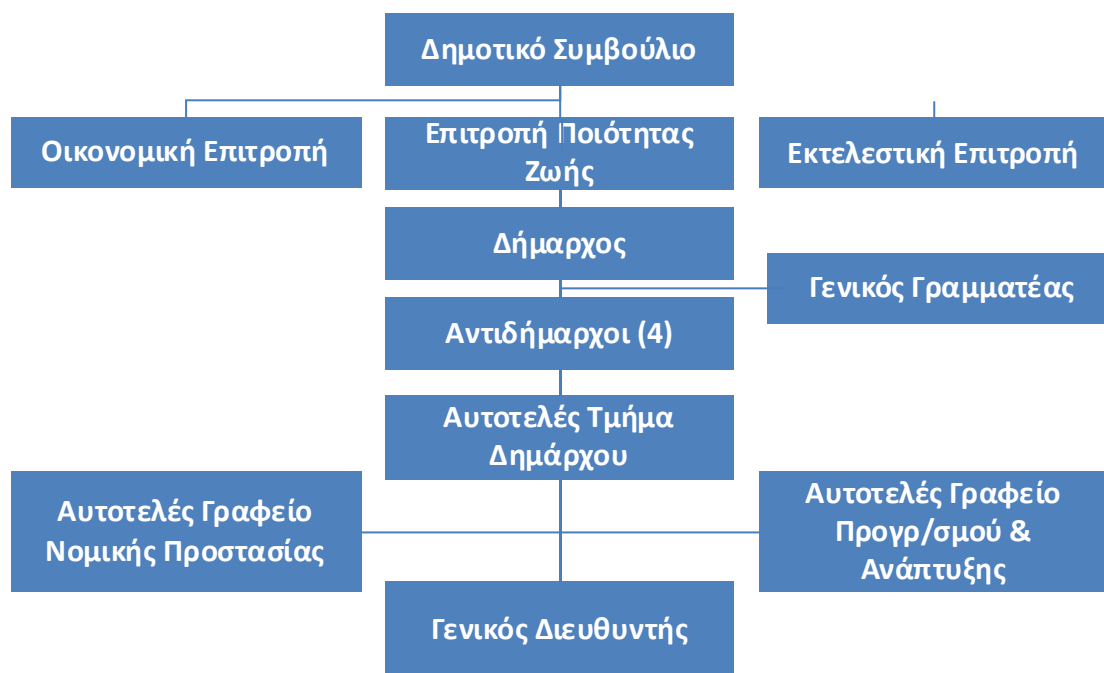 Δημοτικό Συμβούλιο
Οικονομική Επιτροπή
Επιτροπή Ποιότητας
Ζωής
Εκτελεστική Επιτροπή
Δήμαρχος
Γενικός Γραμματέας
Αντιδήμαρχοι (4)
Αυτοτελές Τμήμα
Δημάρχου
Αυτοτελές Γραφείο
Νομικής Προστασίας
Αυτοτελές Γραφείο
Προγρ/σμού &
Ανάπτυξης
Γενικός Διευθυντής